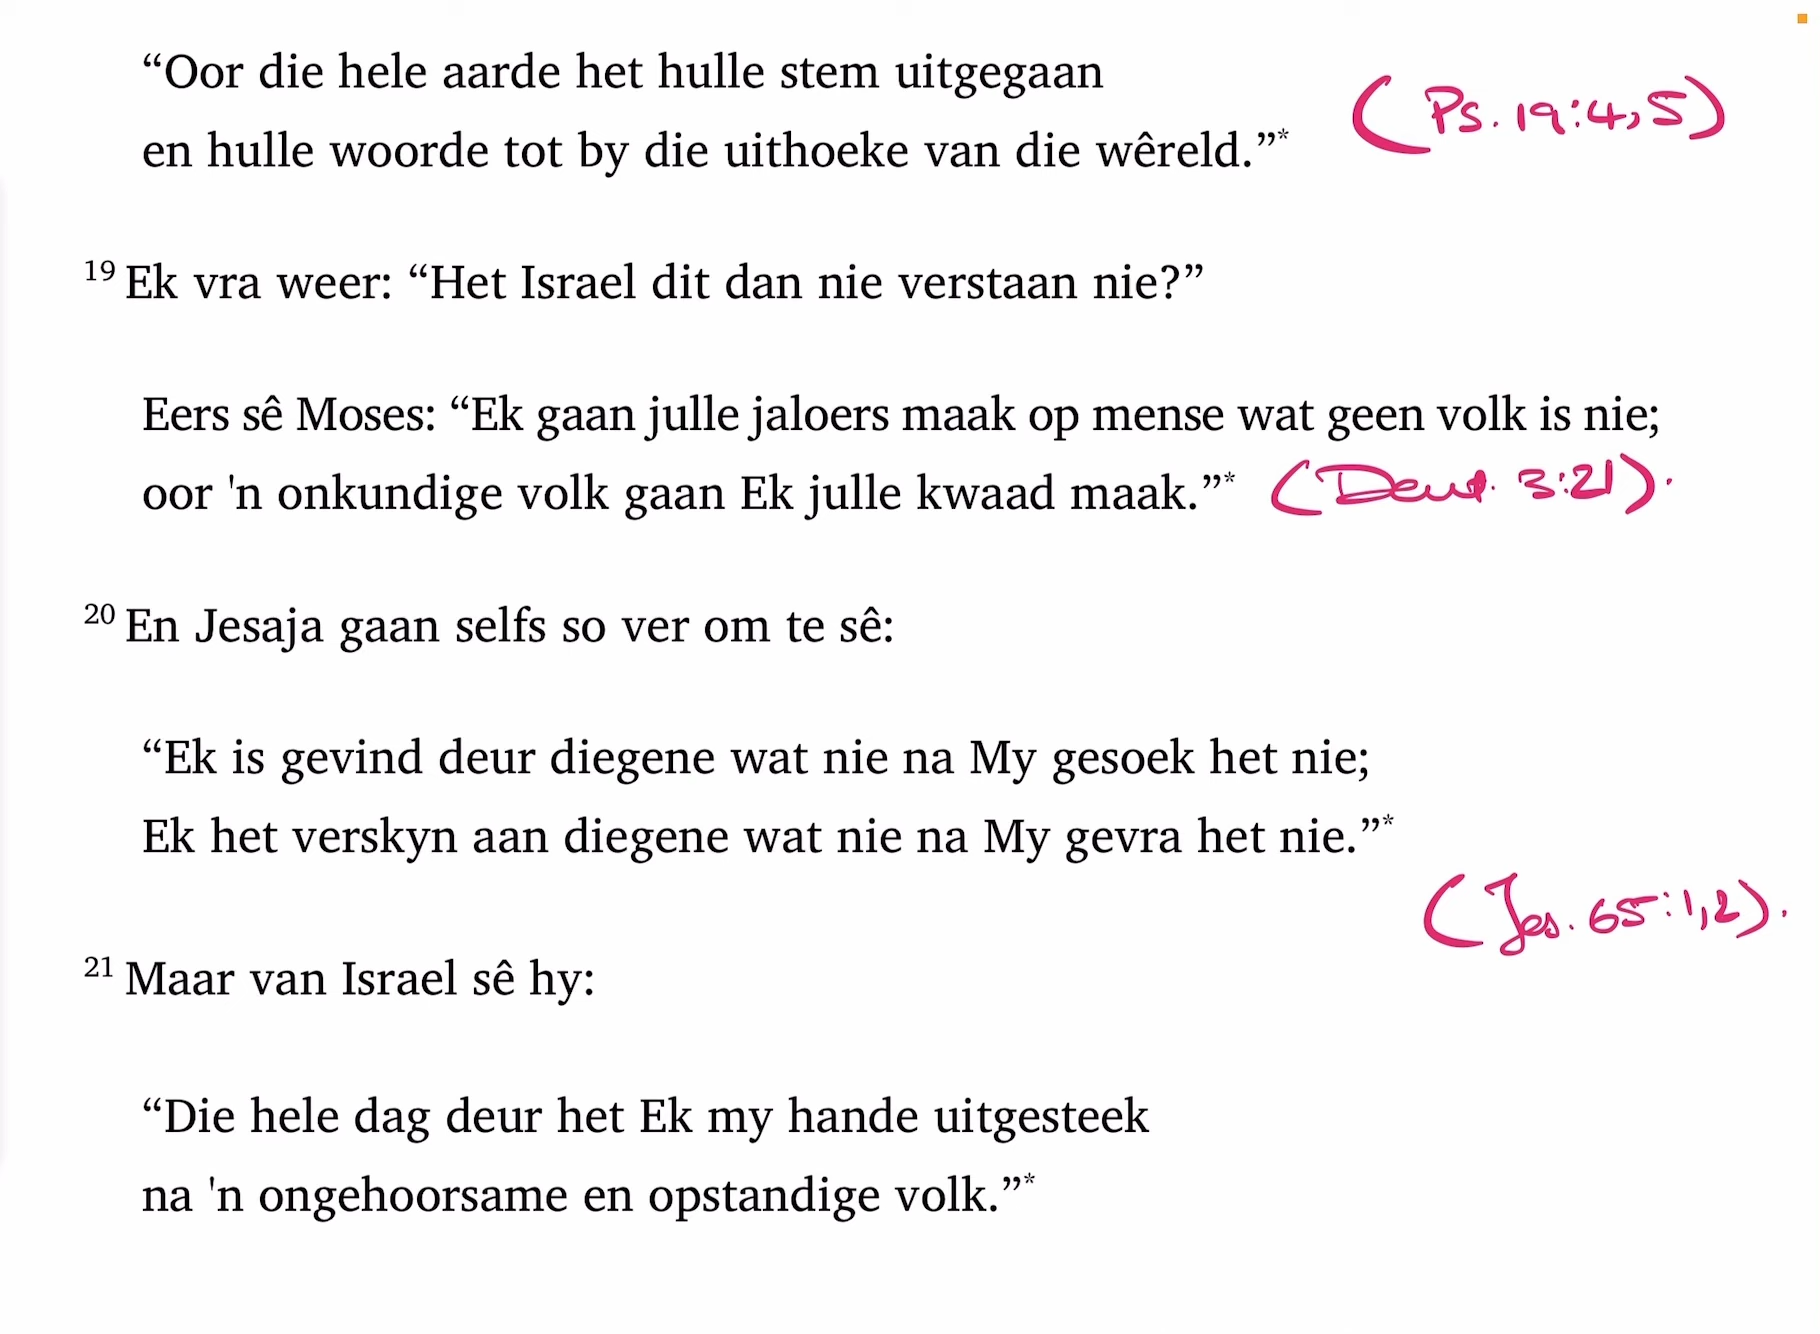 “Oor die hele aarde het hulle stem uitgegaan
en hulle woorde tot by die uithoeke van die wêreld.”* (Ps. 19:4,5)
19 Ek vra weer: “Het Israel dit dan nie verstaan nie?”
Eers sê Moses: “Ek gaan julle jaloers maak op mense wat geen volk is nie;
oor 'n onkundige volk gaan Ek julle kwaad maak.”* (Deut. 3:21).
20 En Jesaja gaan selfs so ver om te sê:
“Ek is gevind deur diegene wat nie na My gesoek het nie;
Ek het verskyn aan diegene wat nie na My gevra het nie.”*
(Jes. 65:1,2).
21 Maar van Israel sê hy:
“Die hele dag deur het Ek my hande uitgesteek
na 'n ongehoorsame en opstandige volk.”*